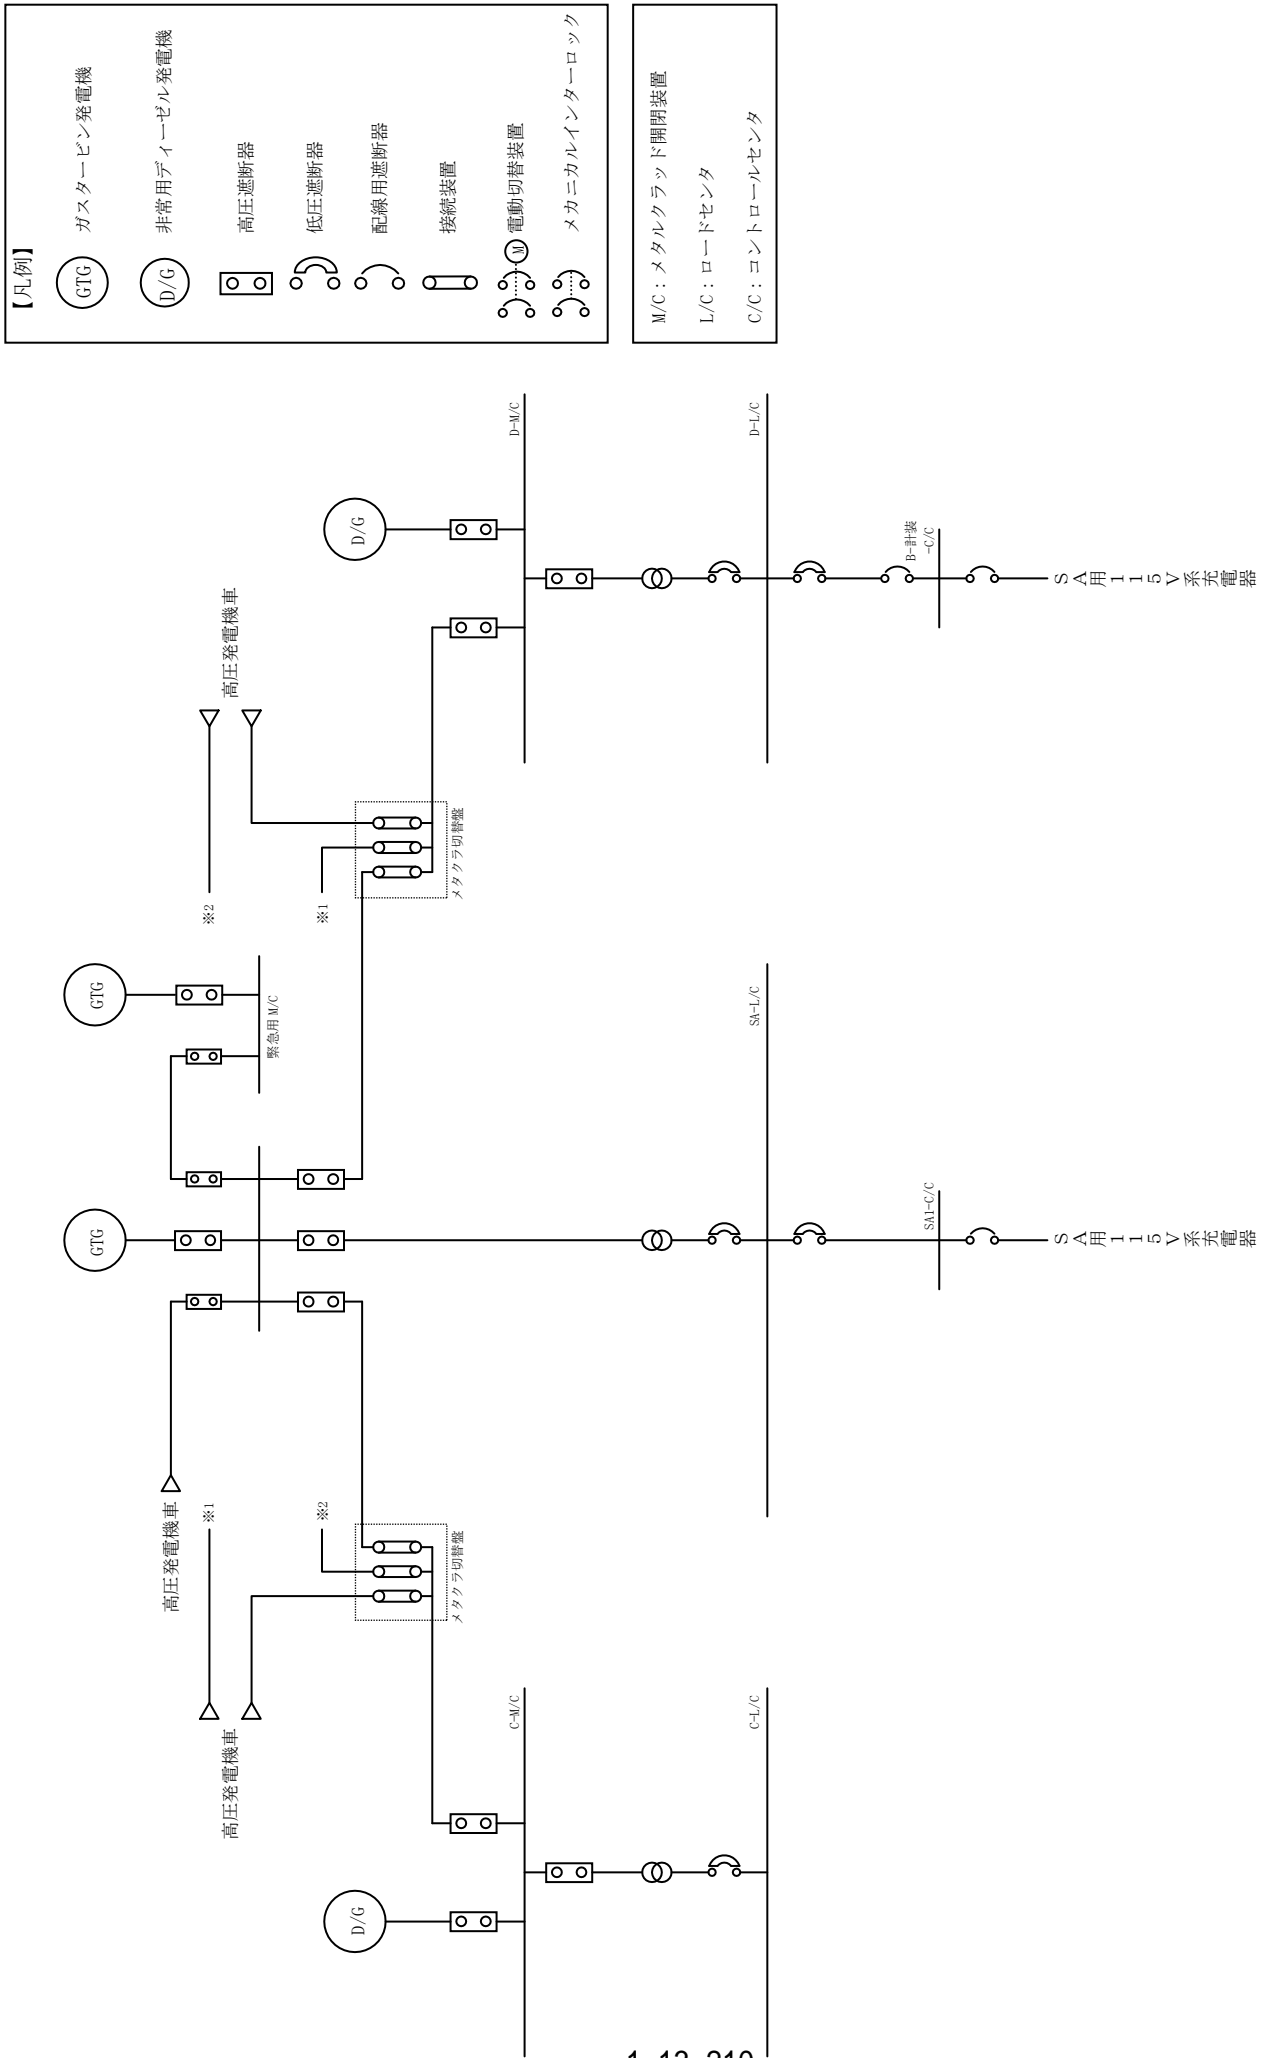 【凡例】
GTG ガスタービン発電機
D/G 非常用ディーゼル発電機
高圧遮断器
低圧遮断器
配線用遮断器
接続装置
M 電動切替装置
メカニカルインターロック
M/C：メタルクラッド開閉装置
L/C：ロードセンタ
C/C：コントロールセンタ
GTG
GTG
緊急用 M/C
高圧発電機車
高圧発電機車
※1
※2
メタクラ切替盤
D/G
C-M/C
C-L/C
高圧発電機車
※2
※1
メタクラ切替盤
D/G
D-M/C
D-L/C
B-計装
-C/C
ＳＡ用１１５Ｖ系充電器
SA-L/C
SA1-C/C
ＳＡ用１１５Ｖ系充電器